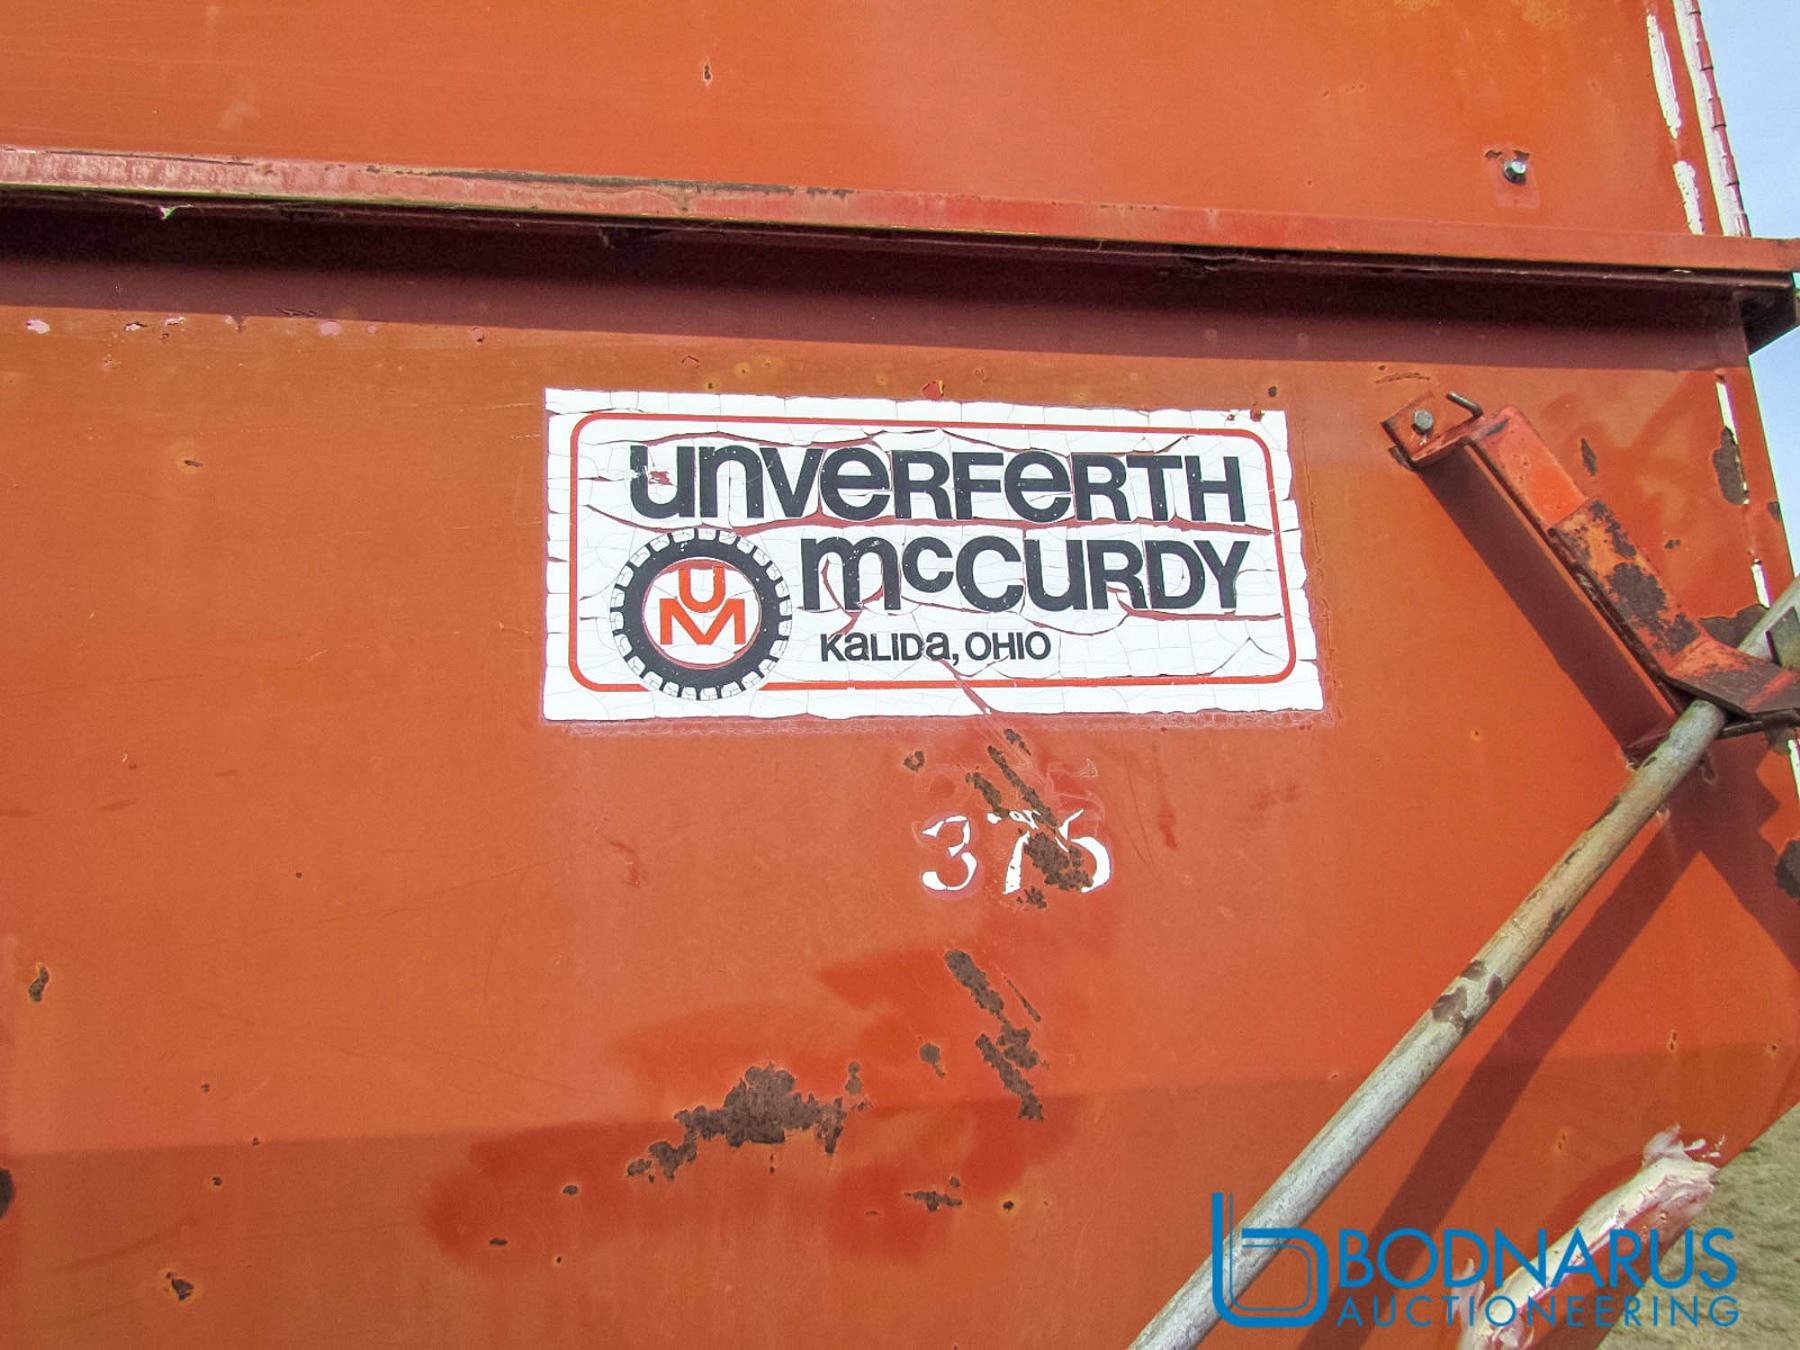 unverferth
mcCURDY
UM
Kalida, OHIO
375
BODNARUS
AUCTIONEERING